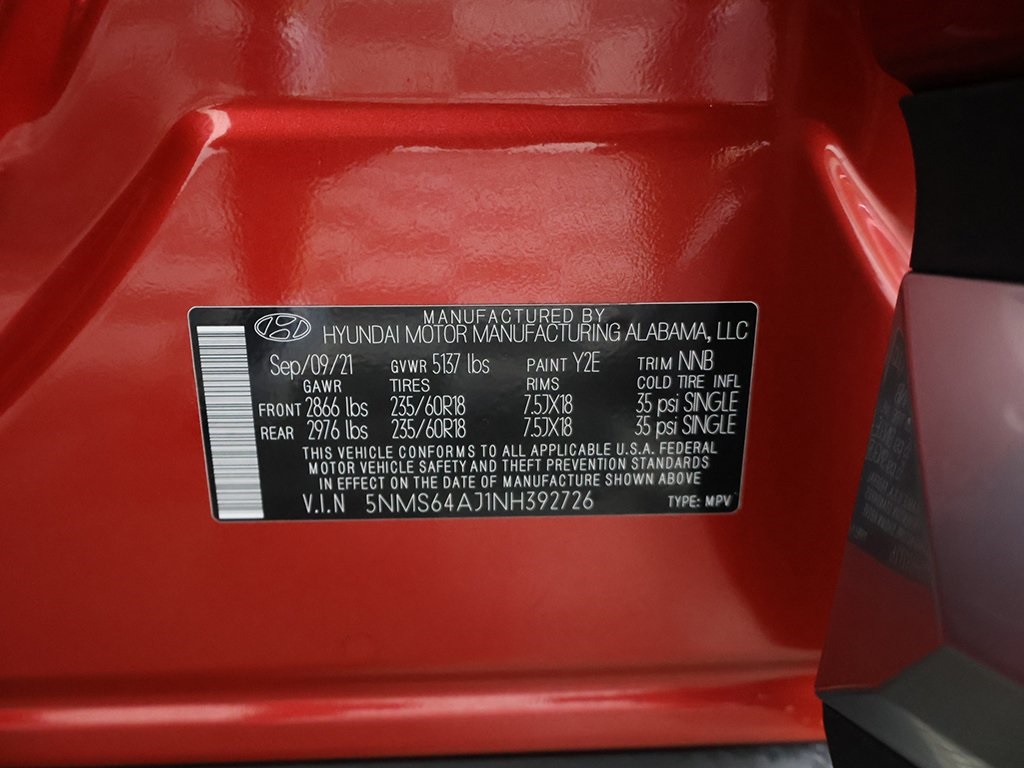 MANUFACTURED BY
HYUNDAI MOTOR MANUFACTURING ALABAMA, LLC
Sep/09/21 GVWR 5137 lbs PAINT Y2E TRIM NNB
GAWR TIRES RIMS COLD TIRE INFL
FRONT 2866 lbs 235/60R18 7.5JX18 35 psi SINGLE
REAR 2976 lbs 235/60R18 7.5JX18 35 psi SINGLE
THIS VEHICLE CONFORMS TO ALL APPLICABLE U.S.A. FEDERAL
MOTOR VEHICLE SAFETY AND THEFT PREVENTION STANDARDS
IN EFFECT ON THE DATE OF MANUFACTURE SHOWN ABOVE
V.I.N 5NMS64AJ1NH392726 TYPE: MPV